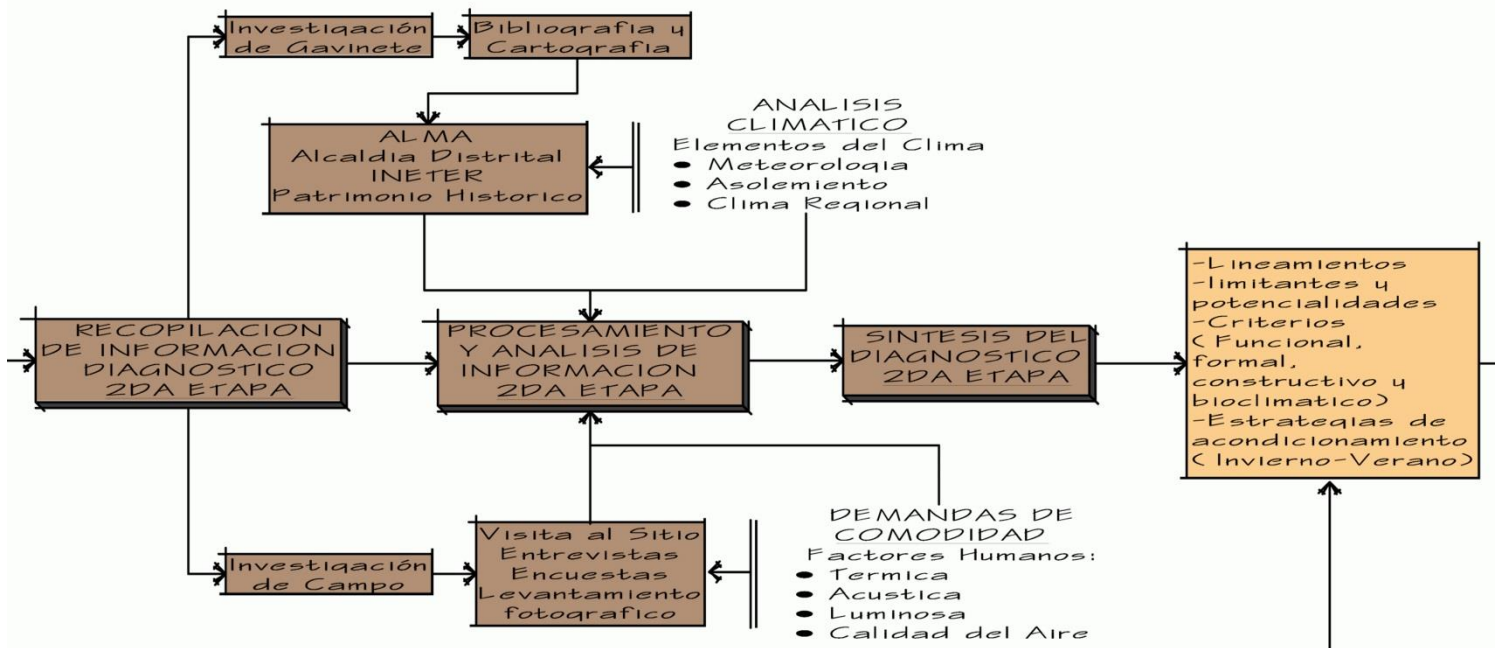 Investigación
de Gavinete
Bibliografia y
Cartografia
ALMA
Alcaldia Distrital
INETER
Patrimonio Historico
ANALISIS
CLIMATICO
Elementos del Clima
• Meteorologia
• Asolemiento
• Clima Regional
RECOPILACION
DE INFORMACION
DIAGNOSTICO
2DA ETAPA
PROCESAMIENTO
Y ANALISIS DE
INFORMACION
2DA ETAPA
SINTESIS DEL
DIAGNOSTICO
2DA ETAPA
-Lineamientos
-limitantes y
potencialidades
-Criterios
(Funcional,
formal,
constructivo y
bioclimatico)
-Estrategias de
acondicionamiento
(Invierno-Verano)
Investigación
de Campo
Visita al Sitio
Entrevistas
Encuestas
Levantamiento
fotografico
DEMANDAS DE
COMODIDAD
Factores Humanos:
• Termica
• Acustica
• Luminosa
• Calidad del Aire